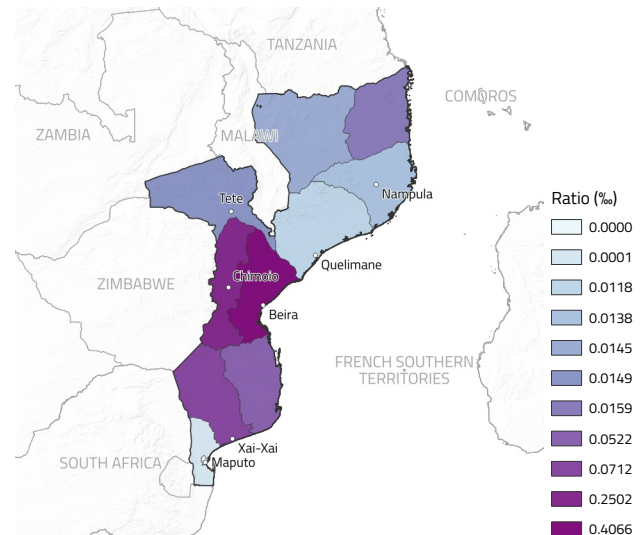 TANZANIA
COMOROS
ZAMBIA
MALAWI
Nampula
Tete
Quelimane
ZIMBABWE
Chimoio
Beira
FRENCH SOUTHERN
TERRITORIES
Xai-Xai
SOUTH AFRICA
Maputo
Ratio (‰)
0.0000
0.0001
0.0118
0.0138
0.0145
0.0149
0.0159
0.0522
0.0712
0.2502
0.4066